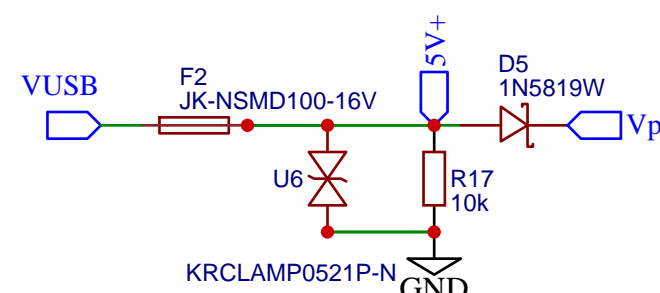 5V+
VUSB
F2
JK-NSMD100-16V
D5
1N5819W
Vp
U6
R17
10k
KRCLAMP0521P-N
GND